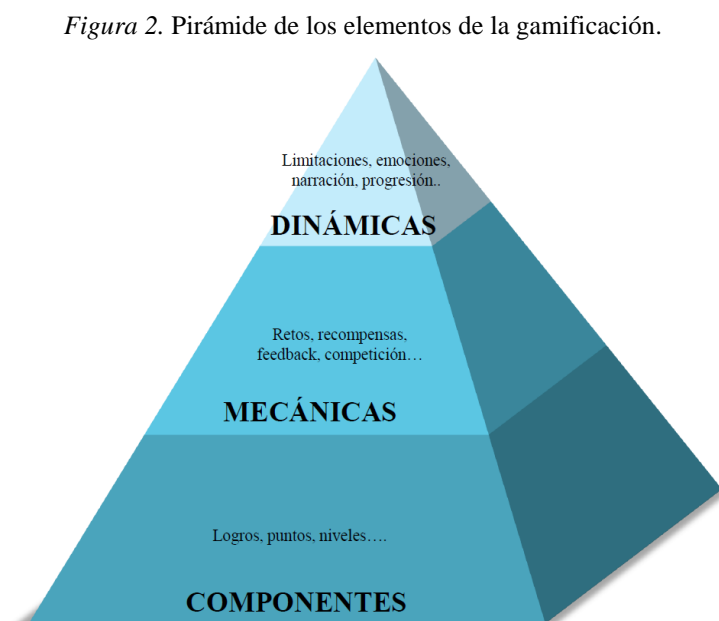 Figura 2. Pirámide de los elementos de la gamificación.
Limitaciones, emociones,
narración, progresión..
DINÁMICAS
Retos, recompensas,
feedback, competición…
MECÁNICAS
Logros, puntos, niveles….
COMPONENTES